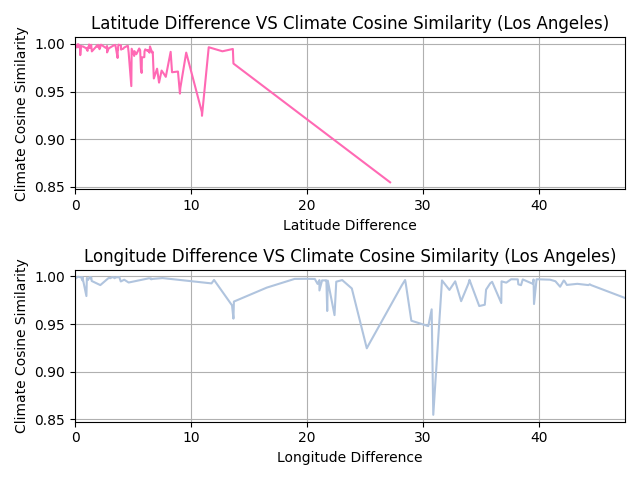 Latitude Difference VS Climate Cosine Similarity (Los Angeles)
Climate Cosine Similarity
1.00
0.95
0.90
0.85
0 10 20 30 40
Latitude Difference
Longitude Difference VS Climate Cosine Similarity (Los Angeles)
Climate Cosine Similarity
1.00
0.95
0.90
0.85
0 10 20 30 40
Longitude Difference